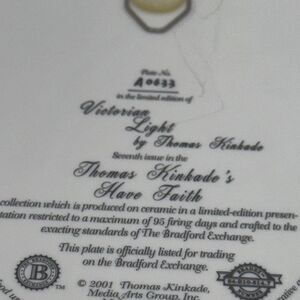 Plate No.
A0633
in the limited edition of
Victorian
Light
by Thomas Kinkade
Seventh issue in the
Thomas Kinkade's
Have Faith
collection which is produced on ceramic in a limited-edition presen-
tation restricted to a maximum of 95 firing days and crafted to the
exacting standards of The Bradford Exchange.
This plate is officially listed for trading
on the Bradford Exchange.
B
TM
© 2001 Thomas Kinkade,
Media Arts Group, Inc.